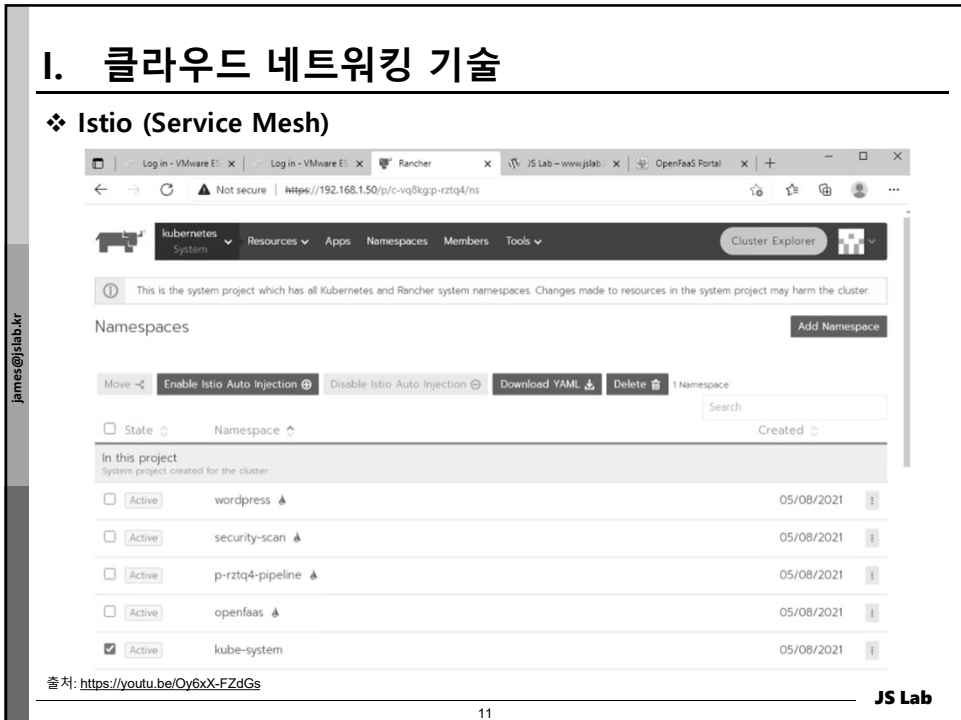 I. 클라우드 네트워킹 기술
❖ Istio (Service Mesh)
Log in - VMware ES Log in - VMware ES Rancher JS Lab – www.jslab. OpenFaaS Portal
Not secure https://192.168.1.50/p/c-vq8kg:p-rztq4/ns
kubernetes
System
Resources Apps Namespaces Members Tools Cluster Explorer
This is the system project which has all Kubernetes and Rancher system namespaces. Changes made to resources in the system project may harm the cluster.
Namespaces Add Namespace
Move Enable Istio Auto Injection Disable Istio Auto Injection Download YAML Delete 1 Namespace
Search
State Namespace Created
In this project
System project created for the cluster
Active wordpress 05/08/2021
Active security-scan 05/08/2021
Active p-rztq4-pipeline 05/08/2021
Active openfaas 05/08/2021
Active kube-system 05/08/2021
james@jslab.kr
출처: https://youtu.be/Oy6xX-FZdGs
JS Lab
11